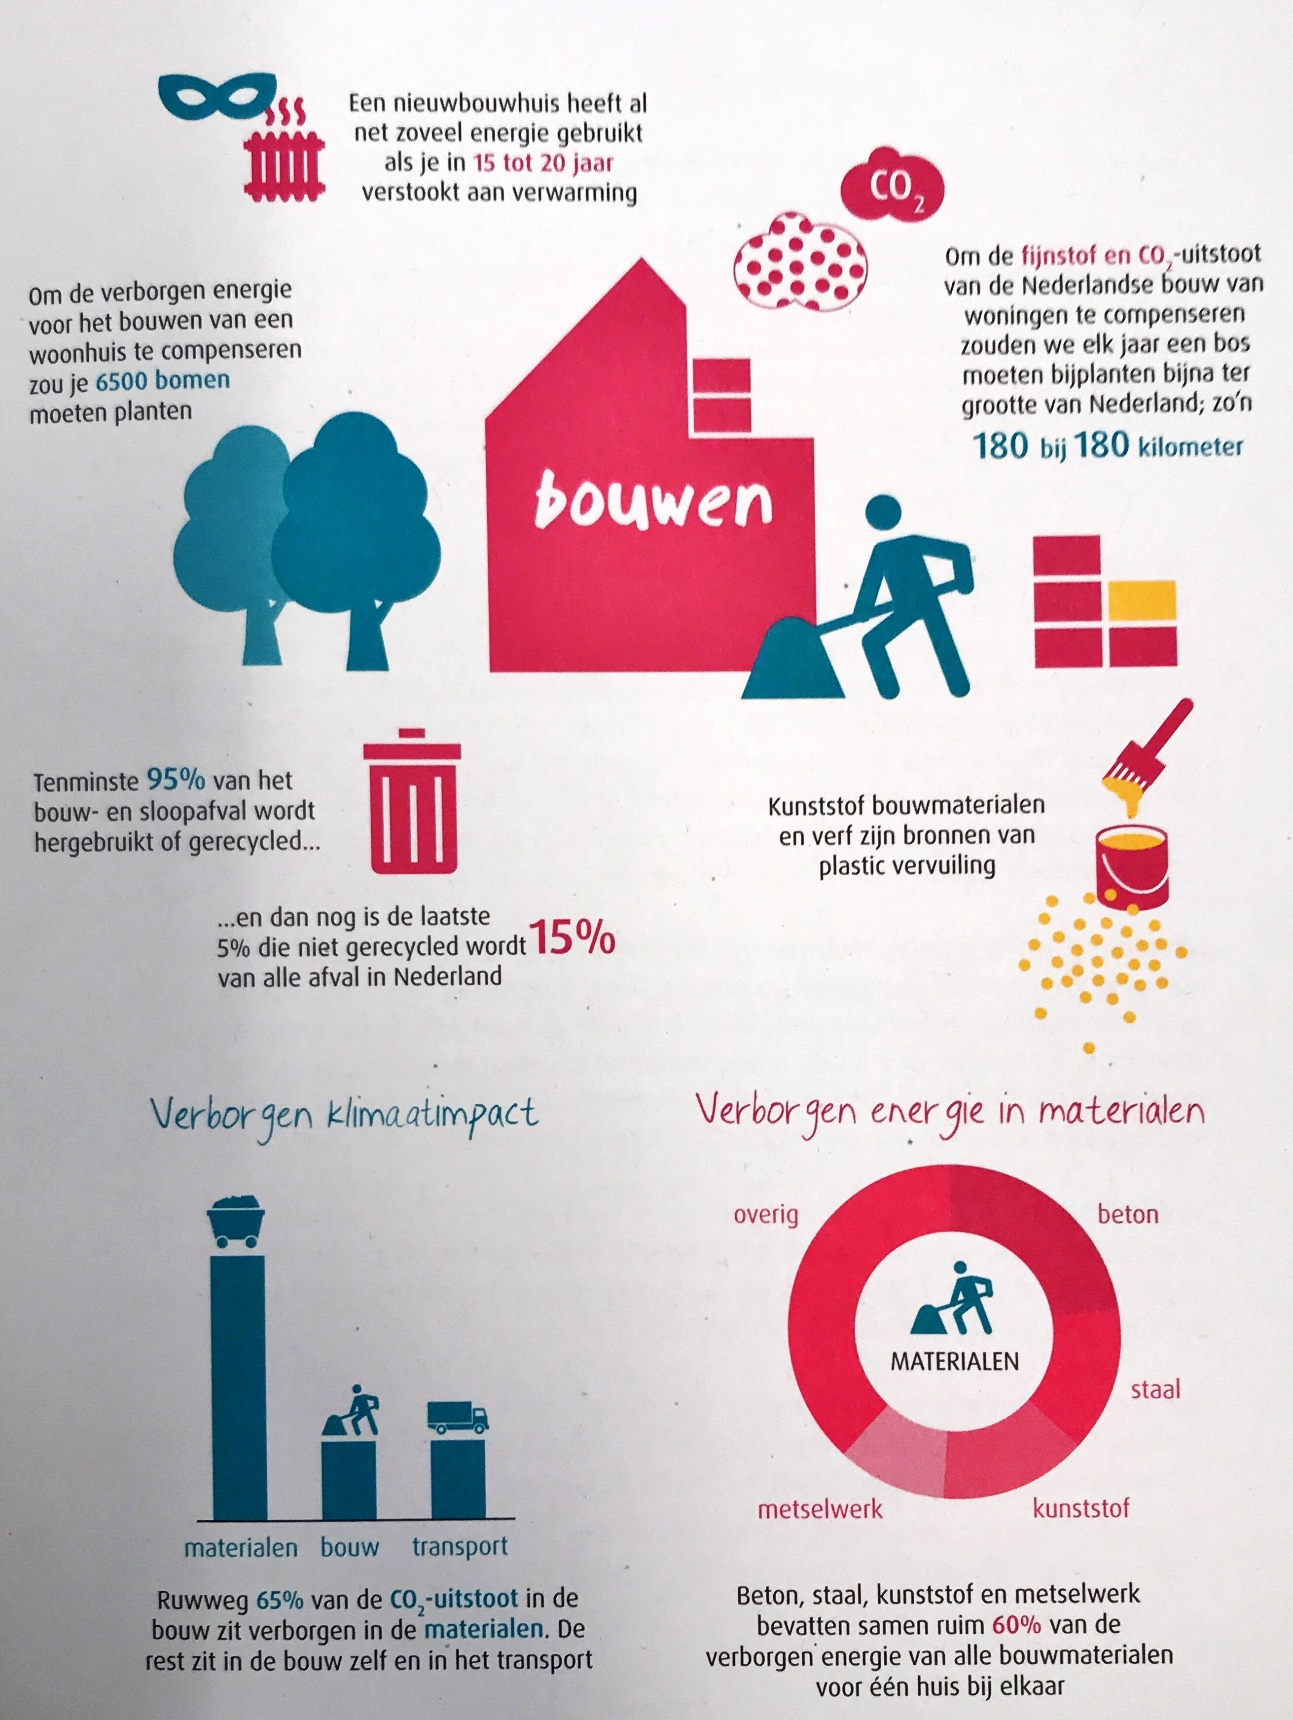 Een nieuwbouwhuis heeft al
net zoveel energie gebruikt
als je in 15 tot 20 jaar
verstookt aan verwarming
CO₂
Om de fijnstof en CO₂-uitstoot
van de Nederlandse bouw van
woningen te compenseren
zouden we elk jaar een bos
moeten bijplanten bijna ter
grootte van Nederland; zo'n
180 bij 180 kilometer
Om de verborgen energie
voor het bouwen van een
woonhuis te compenseren
zou je 6500 bomen
moeten planten
bouwen
Tenminste 95% van het
bouw- en sloopafval wordt
hergebruikt of gerecycled...
...en dan nog is de laatste
5% die niet gerecycled wordt 15%
van alle afval in Nederland
Kunststof bouwmaterialen
en verf zijn bronnen van
plastic vervuiling
Verborgen klimaatimpact
materialen bouw transport
Ruwweg 65% van de CO₂-uitstoot in de
bouw zit verborgen in de materialen. De
rest zit in de bouw zelf en in het transport
Verborgen energie in materialen
overig
beton
MATERIALEN
staal
metselwerk
kunststof
Beton, staal, kunststof en metselwerk
bevatten samen ruim 60% van de
verborgen energie van alle bouwmaterialen
voor één huis bij elkaar